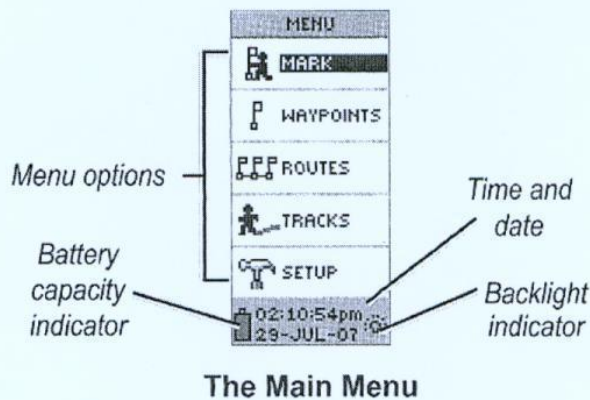 MENU
MARK
WAYPOINTS
ROUTES
TRACKS
SETUP
02:10:54pm
29-JUL-07
Menu options
Battery
capacity
indicator
Time and
date
Backlight
indicator
The Main Menu